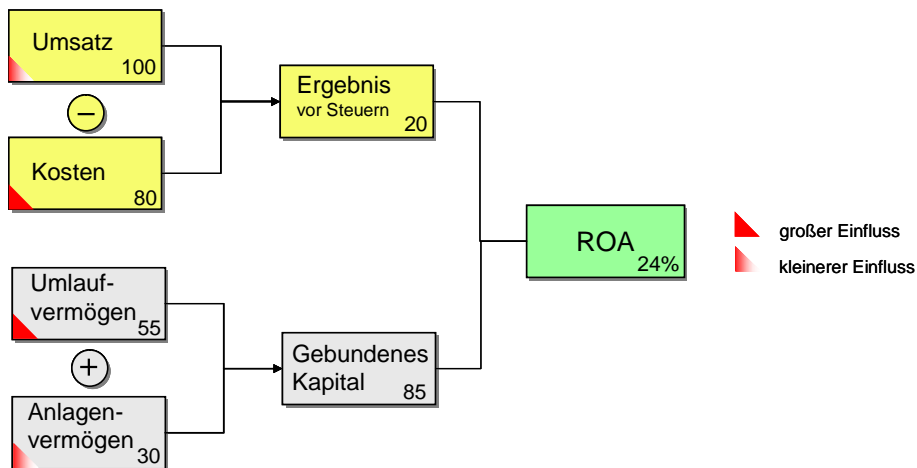 Umsatz
100
−
Kosten
80
Ergebnis
vor Steuern
20
Umlauf-
vermögen
55
+
Anlagen-
vermögen
30
Gebundenes
Kapital
85
ROA
24%
großer Einfluss
kleinerer Einfluss